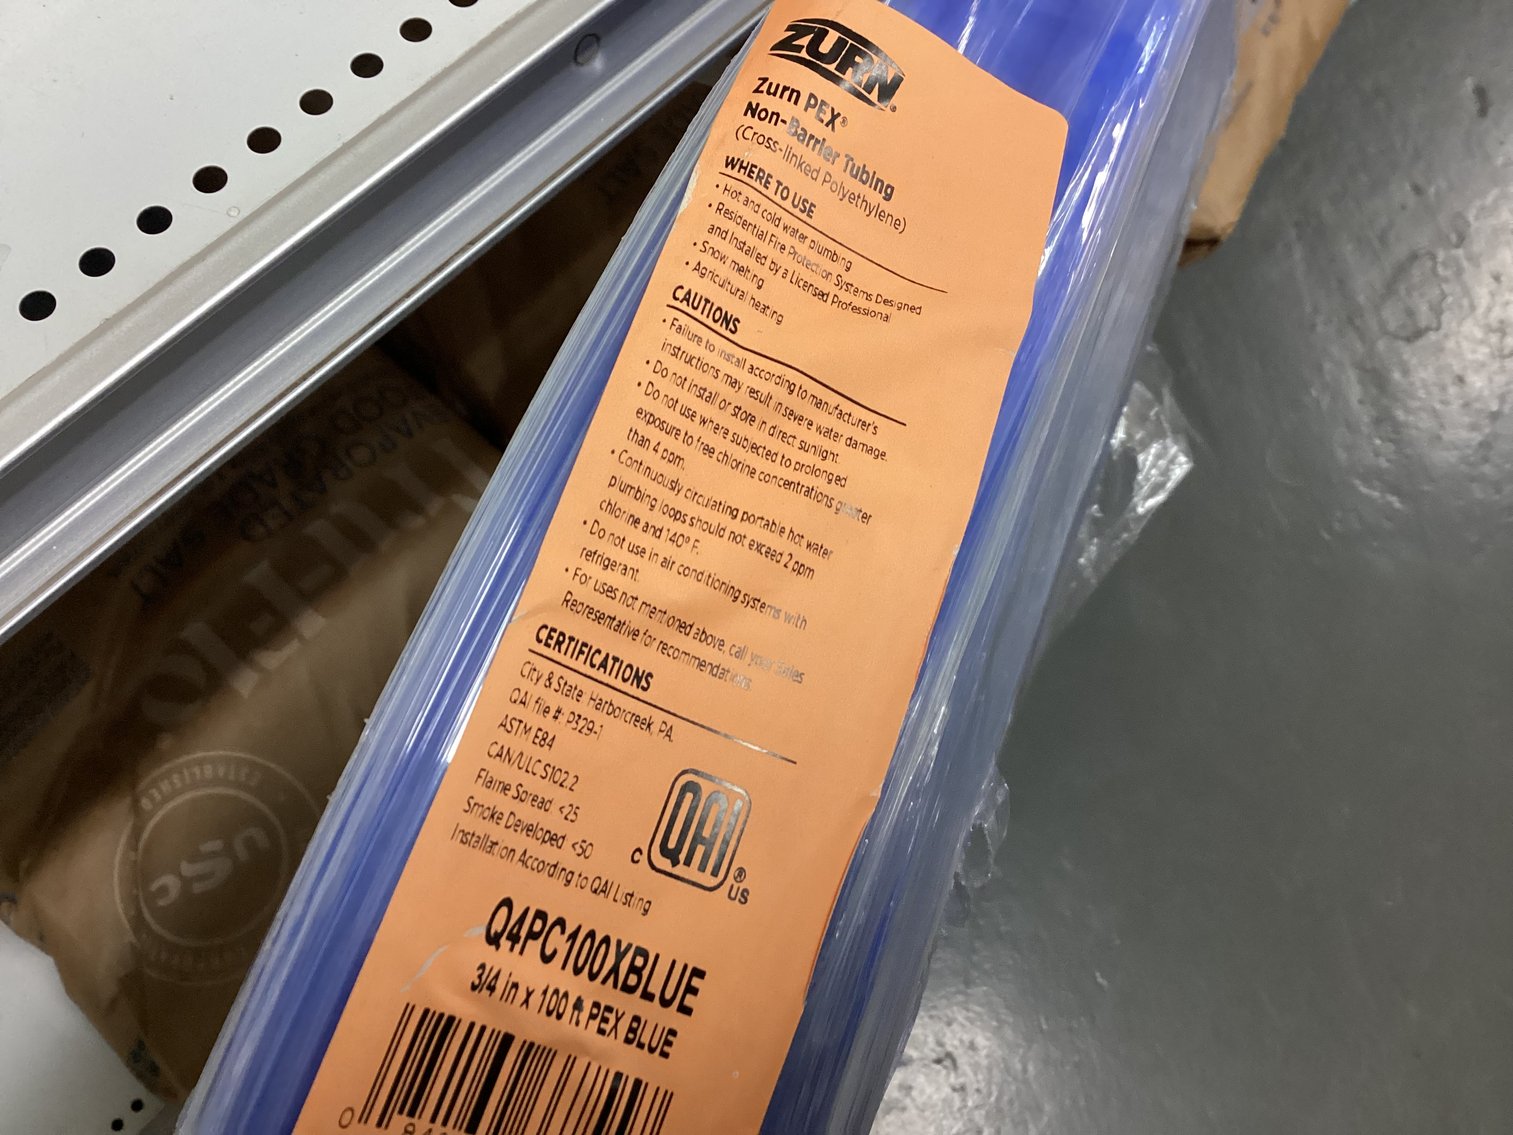 ZURN®
Zurn PEX®
Non-Barrier Tubing
(Cross-linked Polyethylene)
WHERE TO USE
• Hot and cold water plumbing
• Residential Fire Protection Systems Designed
and Installed by a Licensed Professional
• Snow melting
• Agricultural heating
CAUTIONS
• Failure to install according to manufacturer's
instructions may result in severe water damage.
• Do not install or store in direct sunlight.
• Do not use where subjected to prolonged
exposure to free chlorine concentrations greater
than 4 ppm.
• Continuously circulating portable hot water
plumbing loops should not exceed 2 ppm
chlorine and 140° F.
• Do not use in air conditioning systems with
refrigerant.
• For uses not mentioned above, call your Sales
Representative for recommendations.
CERTIFICATIONS
City & State: Harborcreek, PA
QAI file #: P329-1
ASTM E84
CAN/ULC S102.2
Flame Spread <25
Smoke Developed <50
Installation According to QAI Listing
C QAI® US
Q4PC100XBLUE
3/4 in x 100 ft PEX BLUE
0
EVAPORATED
FOOD GRADE
SALT
USC
ESTABLISHED